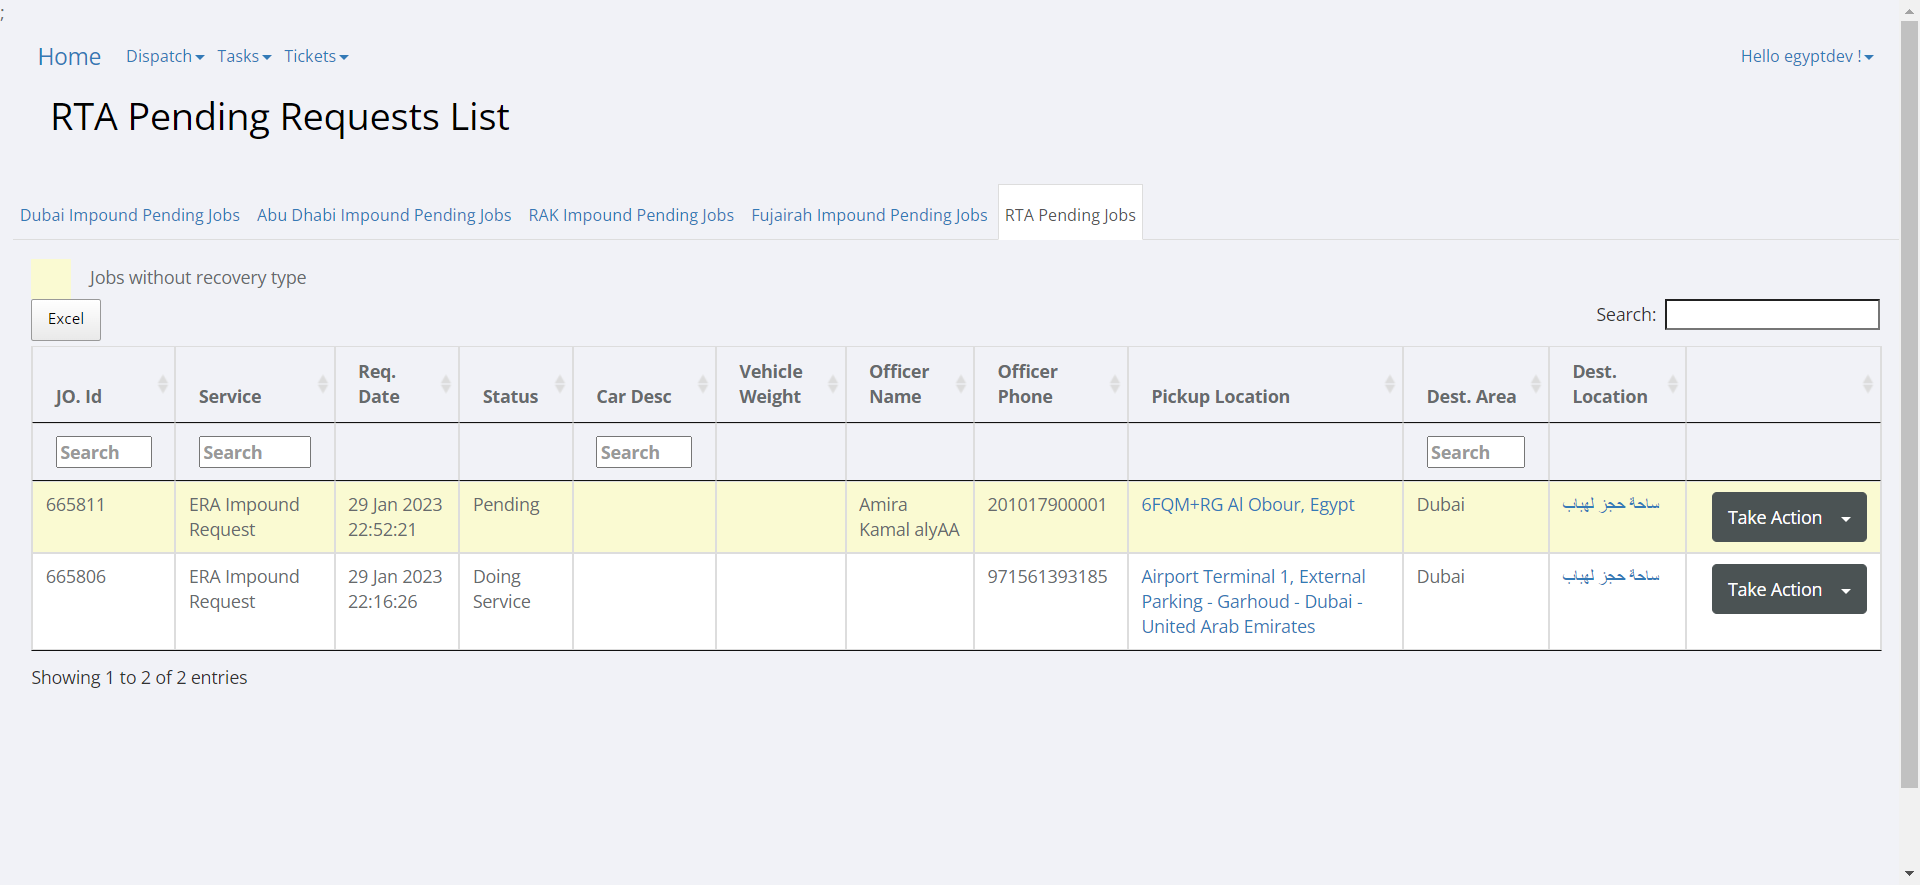 ;
Home Dispatch Tasks Tickets Hello egyptdev !
RTA Pending Requests List
Dubai Impound Pending Jobs Abu Dhabi Impound Pending Jobs RAK Impound Pending Jobs Fujairah Impound Pending Jobs RTA Pending Jobs
Jobs without recovery type
Excel
Search:
JO. Id
Service
Req.
Date
Status
Car Desc
Vehicle
Weight
Officer
Name
Officer
Phone
Pickup Location
Dest. Area
Dest.
Location
Search Search Search Search
665811
ERA Impound
Request
29 Jan 2023
22:52:21
Pending
Amira
Kamal alyAA
201017900001
6FQM+RG Al Obour, Egypt
Dubai
ساحة حجز لهباب
Take Action
665806
ERA Impound
Request
29 Jan 2023
22:16:26
Doing
Service
971561393185
Airport Terminal 1, External
Parking - Garhoud - Dubai -
United Arab Emirates
Dubai
ساحة حجز لهباب
Take Action
Showing 1 to 2 of 2 entries